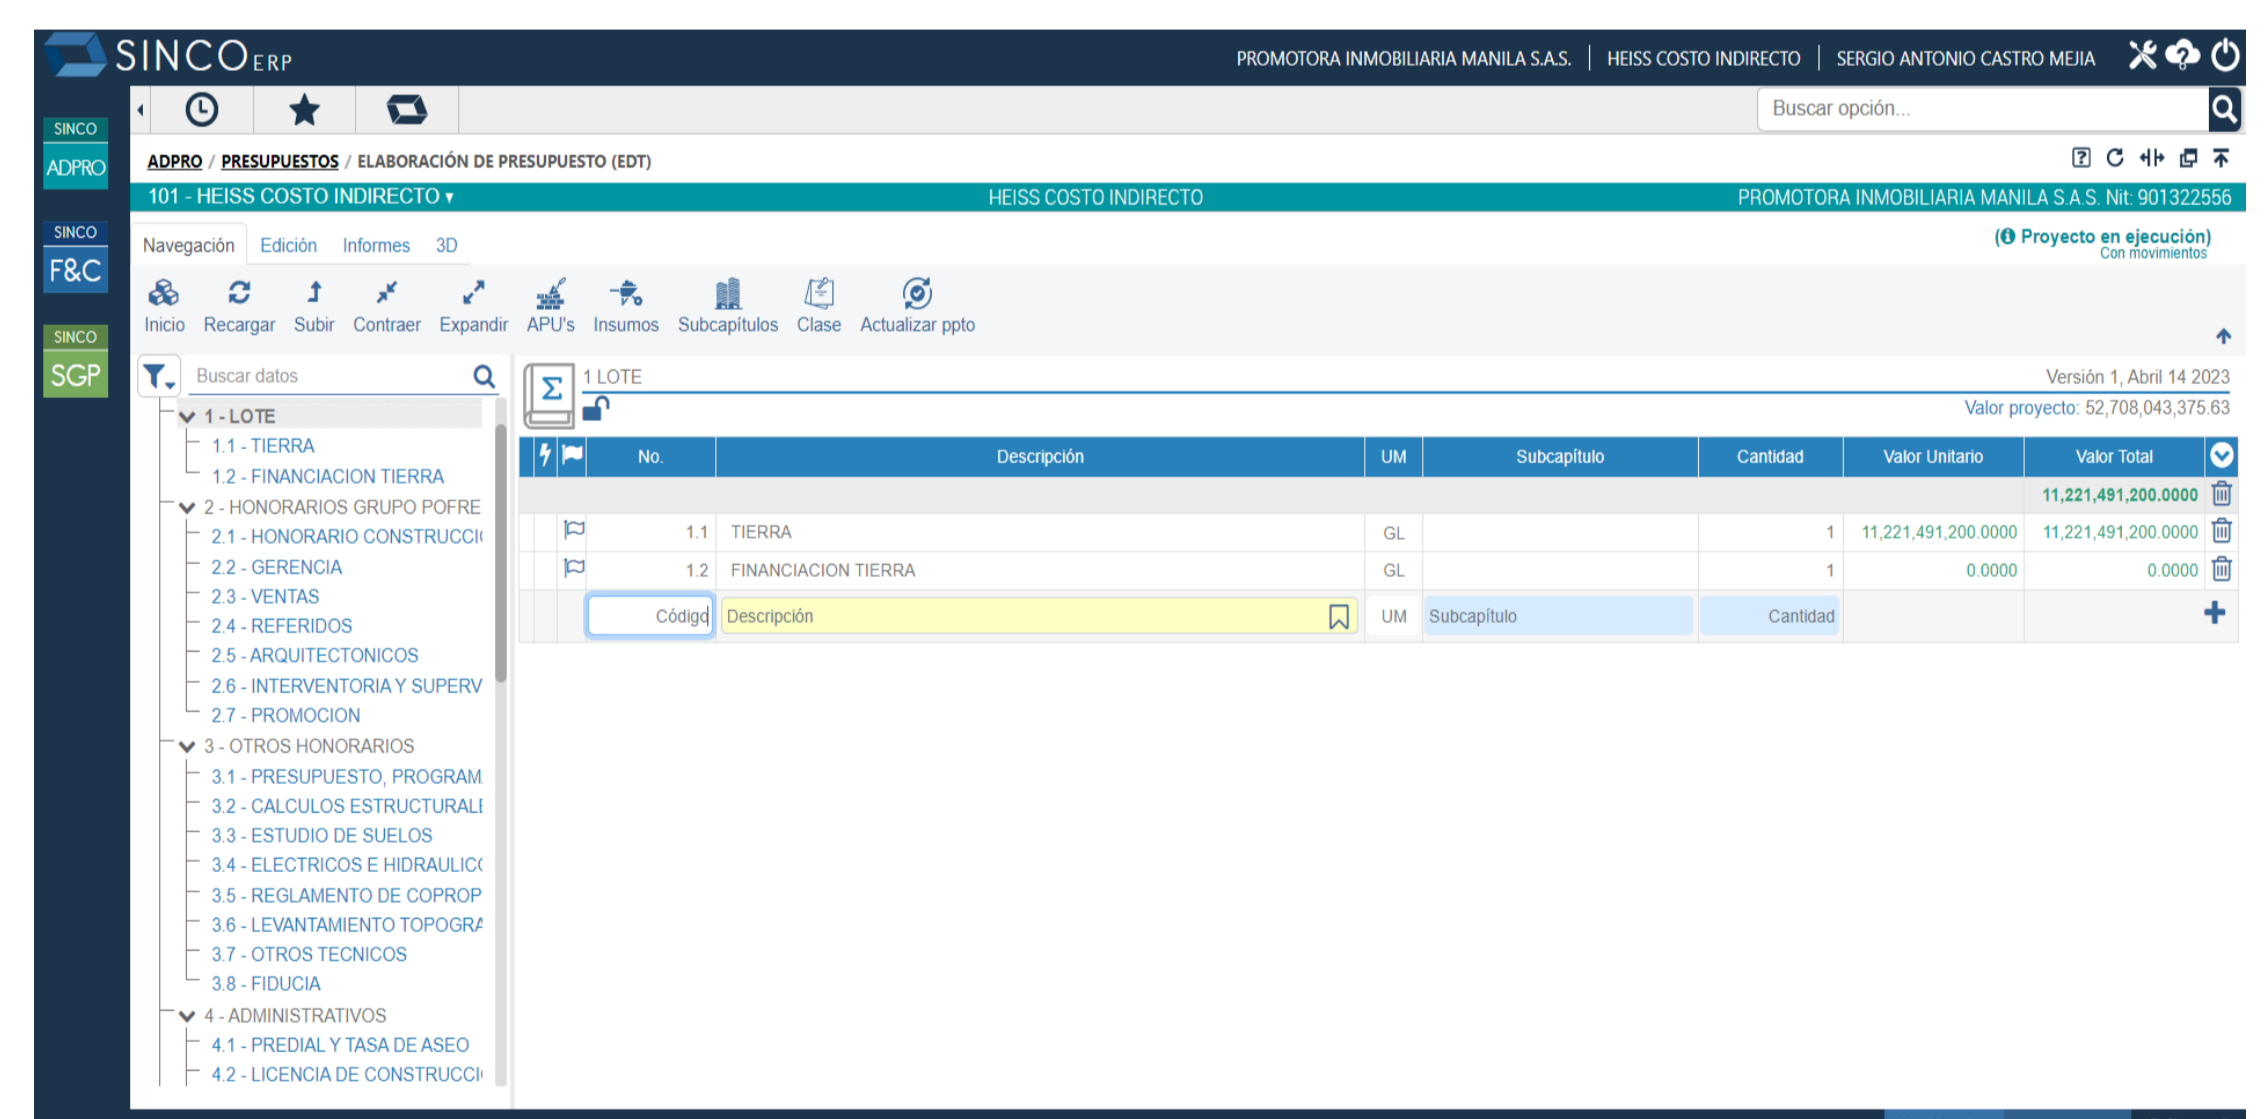 SINCO ERP
PROMOTORA INMOBILIARIA MANILA S.A.S. | HEISS COSTO INDIRECTO | SERGIO ANTONIO CASTRO MEJIA
Buscar opción...
SINCO
ADPRO
SINCO
F&C
SINCO
SGP
ADPRO / PRESUPUESTOS / ELABORACIÓN DE PRESUPUESTO (EDT)
101 - HEISS COSTO INDIRECTO ▾ HEISS COSTO INDIRECTO PROMOTORA INMOBILIARIA MANILA S.A.S. Nit: 901322556
Navegación Edición Informes 3D
(Proyecto en ejecución)
Con movimientos
Inicio Recargar Subir Contraer Expandir APU's Insumos Subcapítulos Clase Actualizar ppto
Buscar datos
1 - LOTE
1.1 - TIERRA
1.2 - FINANCIACION TIERRA
2 - HONORARIOS GRUPO POFRE
2.1 - HONORARIO CONSTRUCCI
2.2 - GERENCIA
2.3 - VENTAS
2.4 - REFERIDOS
2.5 - ARQUITECTONICOS
2.6 - INTERVENTORIA Y SUPERV
2.7 - PROMOCION
3 - OTROS HONORARIOS
3.1 - PRESUPUESTO, PROGRAM
3.2 - CALCULOS ESTRUCTURALE
3.3 - ESTUDIO DE SUELOS
3.4 - ELECTRICOS E HIDRAULICO
3.5 - REGLAMENTO DE COPROP
3.6 - LEVANTAMIENTO TOPOGRA
3.7 - OTROS TECNICOS
3.8 - FIDUCIA
4 - ADMINISTRATIVOS
4.1 - PREDIAL Y TASA DE ASEO
4.2 - LICENCIA DE CONSTRUCCI
1 LOTE
Versión 1, Abril 14 2023
Valor proyecto: 52,708,043,375.63
No. Descripción UM Subcapítulo Cantidad Valor Unitario Valor Total
11,221,491,200.0000
1.1 TIERRA GL 1 11,221,491,200.0000 11,221,491,200.0000
1.2 FINANCIACION TIERRA GL 1 0.0000 0.0000
Código Descripción UM Subcapítulo Cantidad